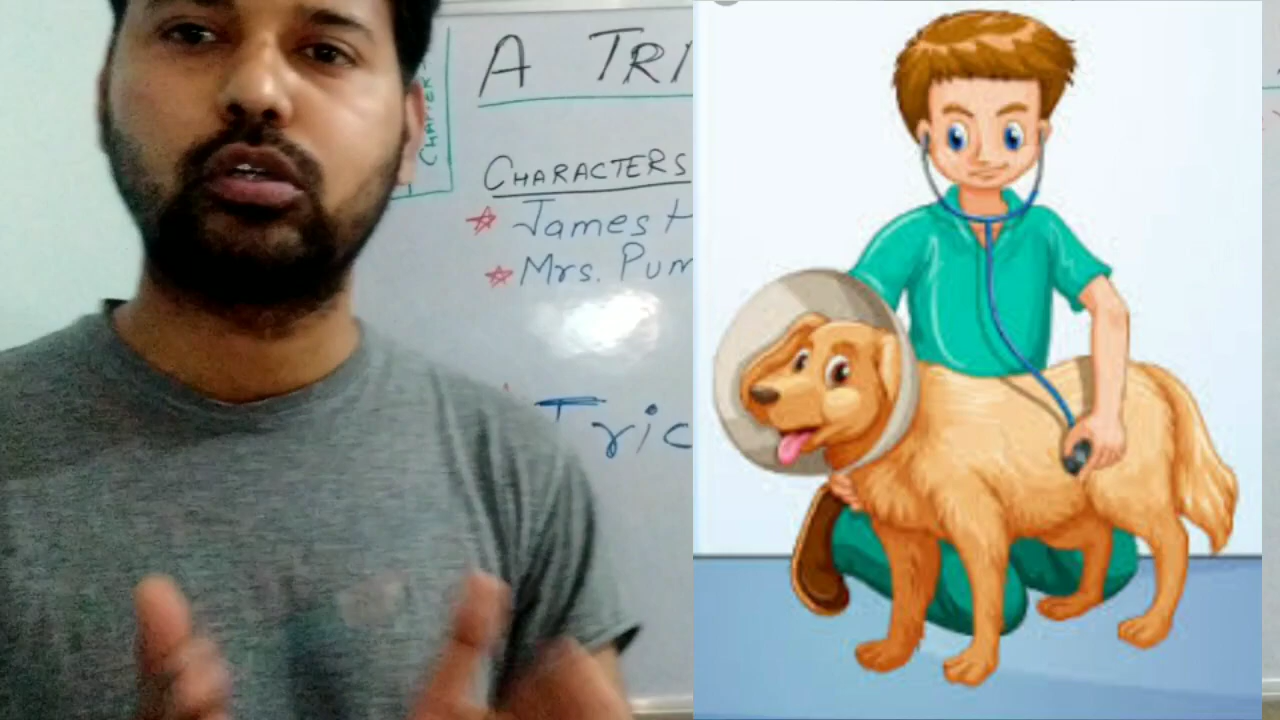 A TRI
CHAPTER-
CHARACTERS
James H
Mrs. Pum
Tric